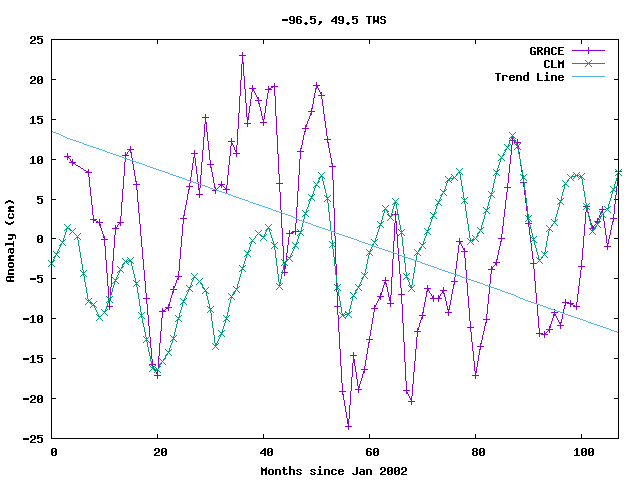 -96.5, 49.5 TWS
GRACE
CLM
Trend Line
25
20
15
10
5
0
-5
-10
-15
-20
-25
Anomaly (cm)
0 20 40 60 80 100
Months since Jan 2002